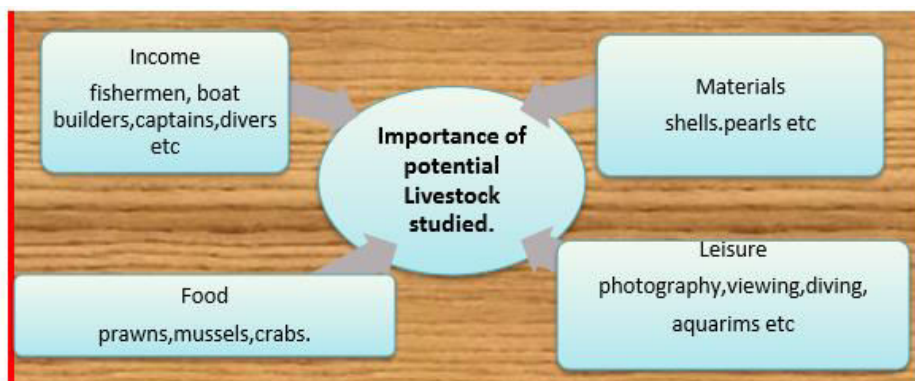 Income
fishermen, boat
builders,captains,divers
etc
Materials
shells.pearls etc
Importance of
potential
Livestock
studied.
Food
prawns,mussels,crabs.
Leisure
photography,viewing,diving,
aquarims etc